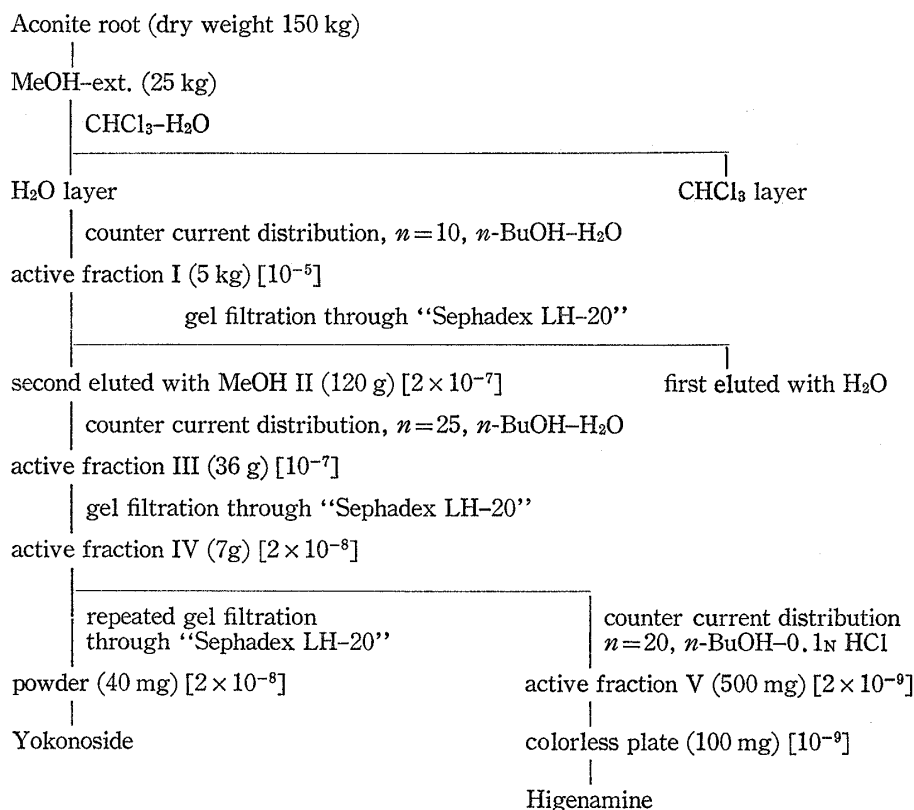 Aconite root (dry weight 150 kg)
MeOH–ext. (25 kg)
CHCl₃–H₂O
H₂O layer
CHCl₃ layer
counter current distribution, n=10, n-BuOH–H₂O
active fraction I (5 kg) [10⁻⁵]
gel filtration through “Sephadex LH–20”
second eluted with MeOH II (120 g) [2×10⁻⁷]
first eluted with H₂O
counter current distribution, n=25, n-BuOH–H₂O
active fraction III (36 g) [10⁻⁷]
gel filtration through “Sephadex LH–20”
active fraction IV (7g) [2×10⁻⁸]
repeated gel filtration
through “Sephadex LH–20”
counter current distribution
n=20, n-BuOH–0.1N HCl
powder (40 mg) [2×10⁻⁸]
active fraction V (500 mg) [2×10⁻⁹]
Yokonoside
colorless plate (100 mg) [10⁻⁹]
Higenamine